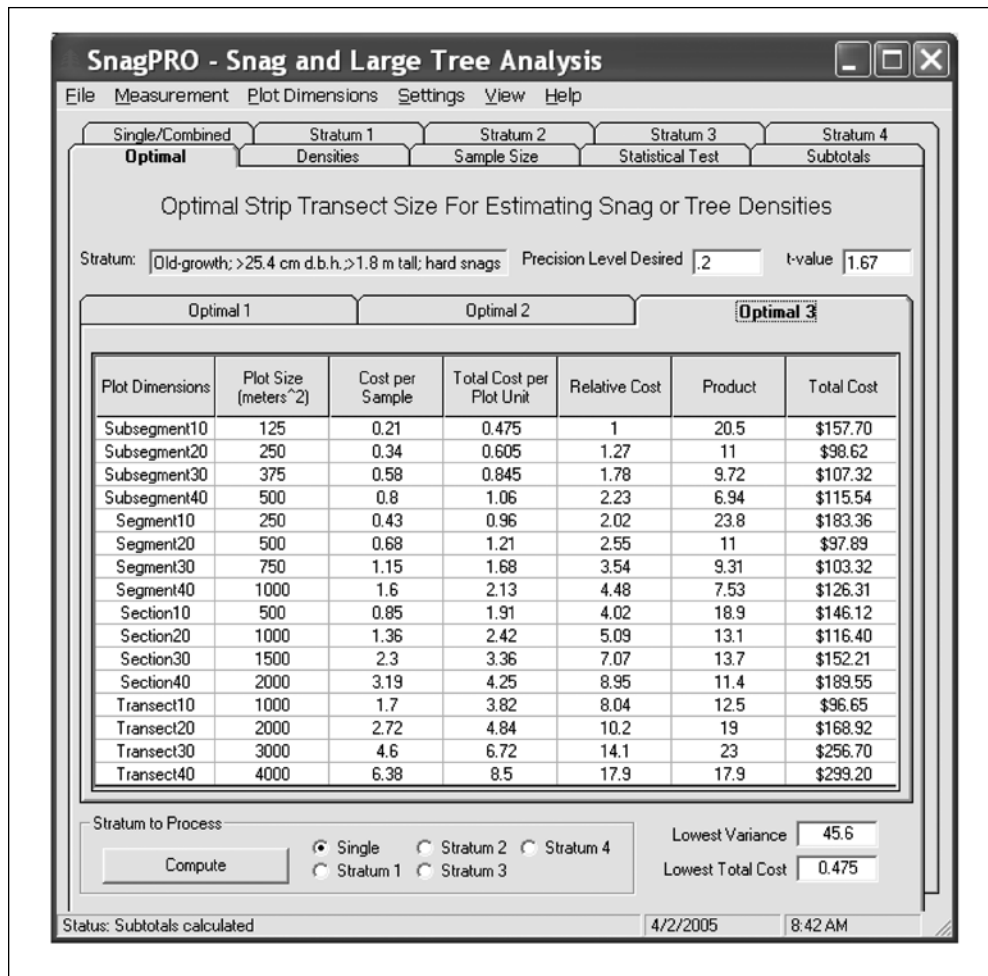 SnagPRO - Snag and Large Tree Analysis
File Measurement Plot Dimensions Settings View Help
Single/Combined Stratum 1 Stratum 2 Stratum 3 Stratum 4
Optimal Densities Sample Size Statistical Test Subtotals
Optimal Strip Transect Size For Estimating Snag or Tree Densities
Stratum: Old-growth; >25.4 cm d.b.h.;>1.8 m tall; hard snags Precision Level Desired .2 t-value 1.67
Optimal 1 Optimal 2 Optimal 3
Plot Dimensions Plot Size (meters^2) Cost per Sample Total Cost per Plot Unit Relative Cost Product Total Cost
Subsegment10 125 0.21 0.475 1 20.5 $157.70
Subsegment20 250 0.34 0.605 1.27 11 $98.62
Subsegment30 375 0.58 0.845 1.78 9.72 $107.32
Subsegment40 500 0.8 1.06 2.23 6.94 $115.54
Segment10 250 0.43 0.96 2.02 23.8 $183.36
Segment20 500 0.68 1.21 2.55 11 $97.89
Segment30 750 1.15 1.68 3.54 9.31 $103.32
Segment40 1000 1.6 2.13 4.48 7.53 $126.31
Section10 500 0.85 1.91 4.02 18.9 $146.12
Section20 1000 1.36 2.42 5.09 13.1 $116.40
Section30 1500 2.3 3.36 7.07 13.7 $152.21
Section40 2000 3.19 4.25 8.95 11.4 $189.55
Transect10 1000 1.7 3.82 8.04 12.5 $96.65
Transect20 2000 2.72 4.84 10.2 19 $168.92
Transect30 3000 4.6 6.72 14.1 23 $256.70
Transect40 4000 6.38 8.5 17.9 17.9 $299.20
Stratum to Process
Compute
Single Stratum 2 Stratum 4
Stratum 1 Stratum 3
Lowest Variance 45.6
Lowest Total Cost 0.475
Status: Subtotals calculated 4/2/2005 8:42 AM